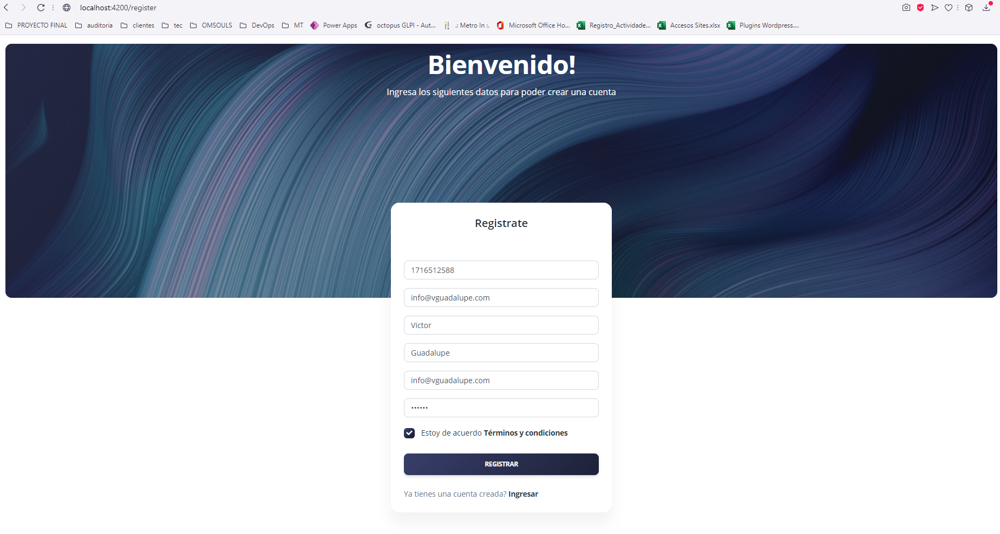 localhost:4200/register
PROYECTO FINAL auditoria clientes tec OMSOULS DevOps MT Power Apps octopus GLPI - Aut... .: Metro In :. Microsoft Office Ho... Registro_Actividade... Accesos Sites.xlsx Plugins Wordpress....
Bienvenido!
Ingresa los siguientes datos para poder crear una cuenta
Registrate
1716512588
info@vguadalupe.com
Victor
Guadalupe
info@vguadalupe.com
••••••
Estoy de acuerdo Términos y condiciones
REGISTRAR
Ya tienes una cuenta creada? Ingresar